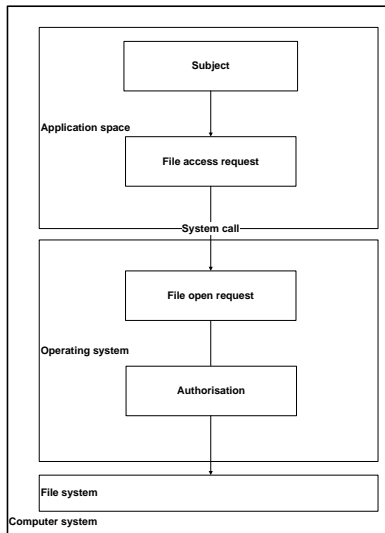 Subject
Application space
File access request
System call
File open request
Operating system
Authorisation
File system
Computer system